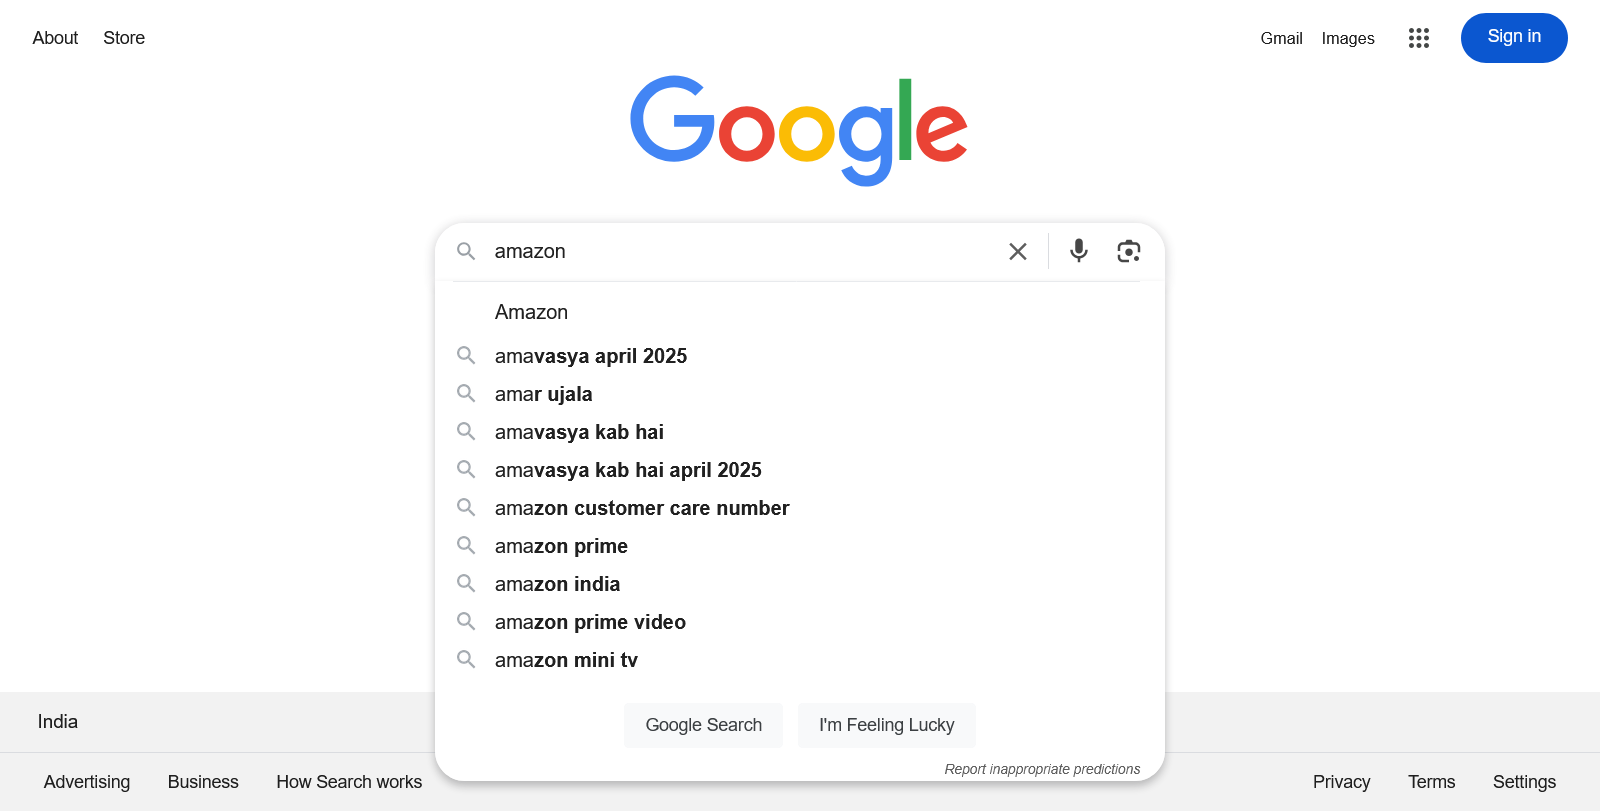 About Store Gmail Images Sign in
Google
amazon
Amazon
amavasya april 2025
amar ujala
amavasya kab hai
amavasya kab hai april 2025
amazon customer care number
amazon prime
amazon india
amazon prime video
amazon mini tv
Google Search I'm Feeling Lucky
Report inappropriate predictions
India
Advertising Business How Search works Privacy Terms Settings